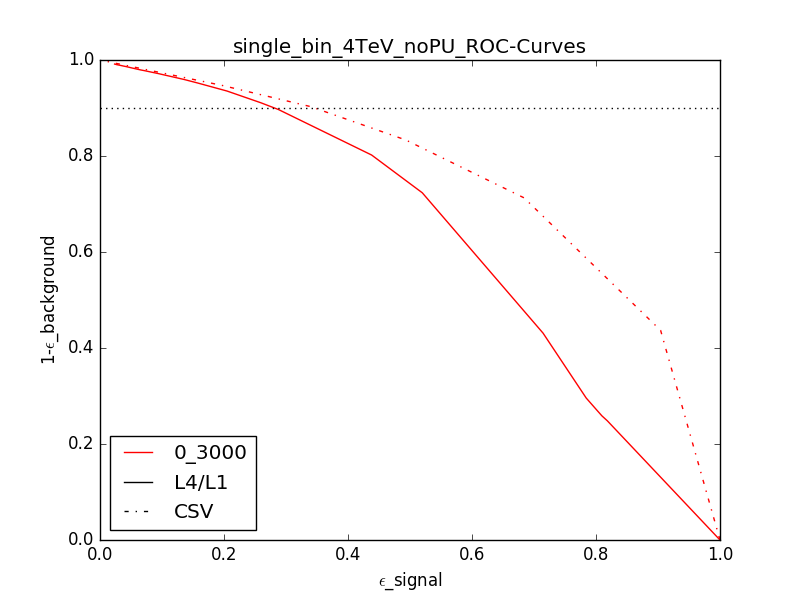 single_bin_4TeV_noPU_ROC-Curves
1.0
0.8
0.6
0.4
0.2
0.0
1-ϵ_background
0_3000
L4/L1
CSV
0.0 0.2 0.4 0.6 0.8 1.0
ϵ_signal